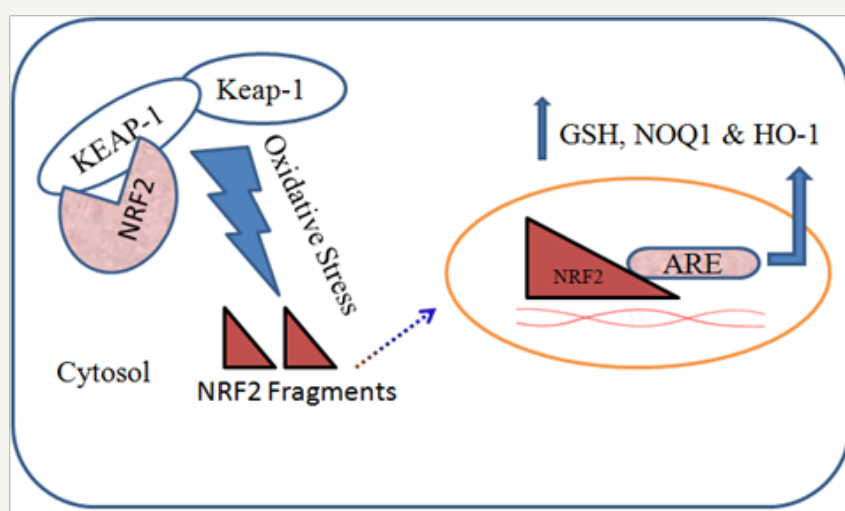 Keap-1
KEAP-1
NRF2
Oxidative Stress
NRF2 Fragments
Cytosol
GSH, NOQ1 & HO-1
NRF2
ARE